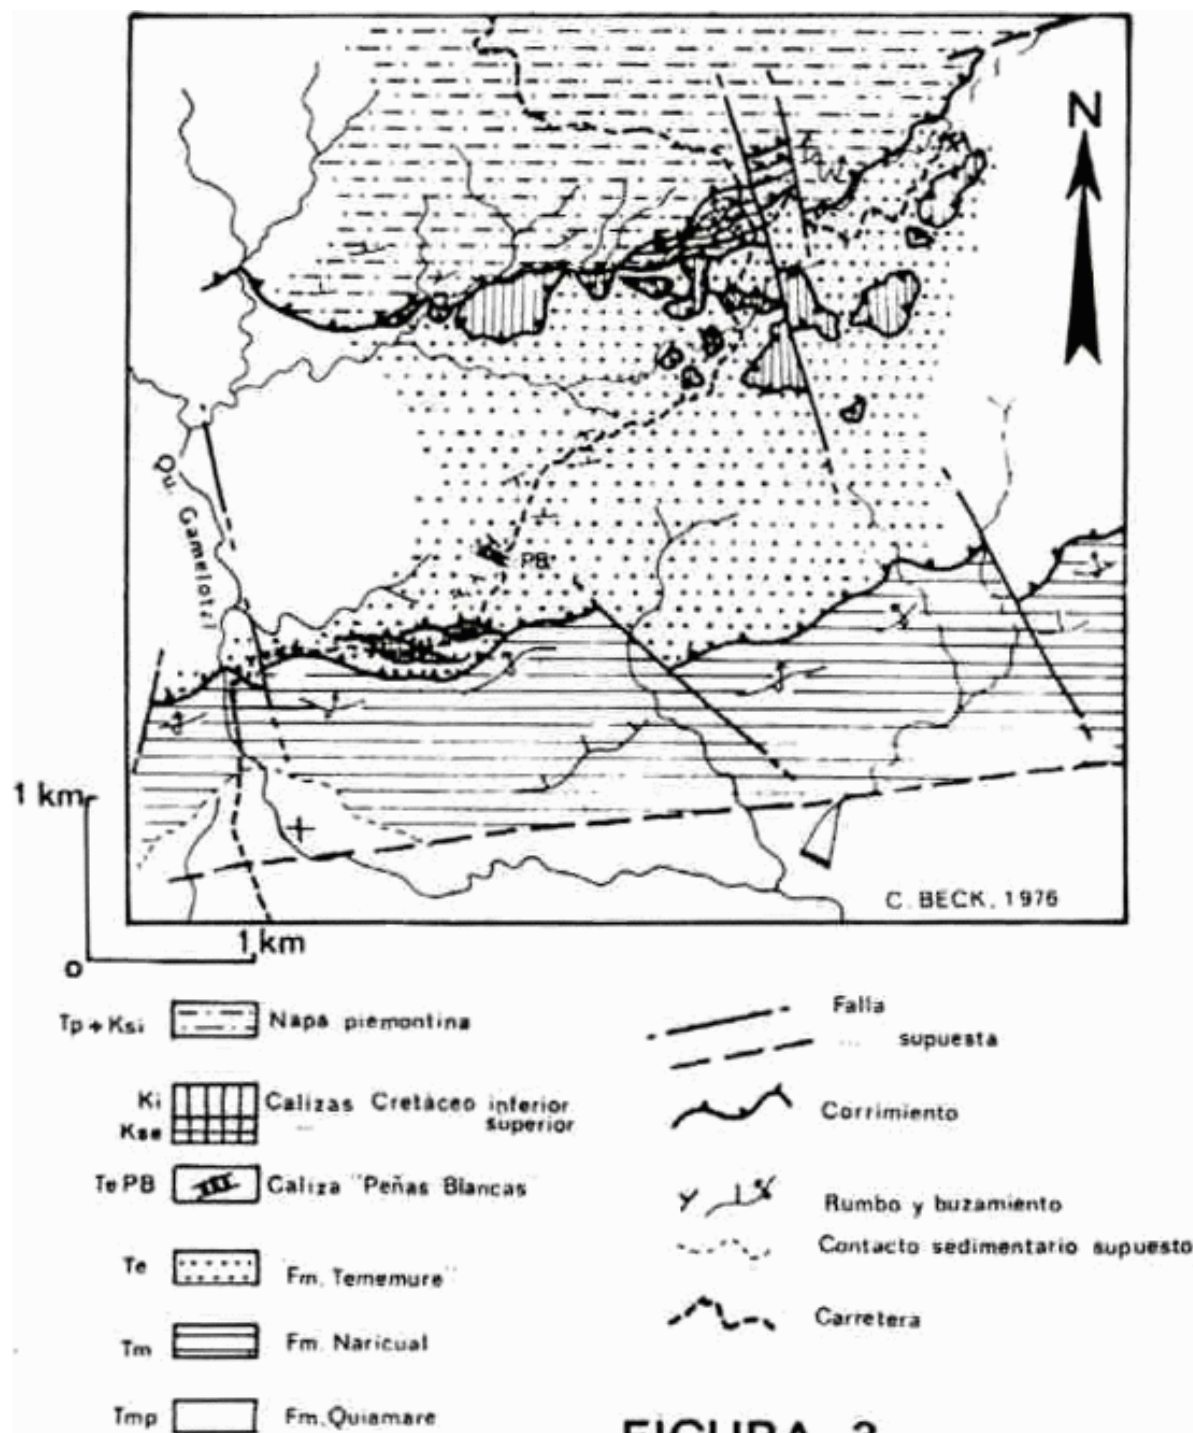 N
Qu. Gamelotal
PB
C. BECK, 1976
1 km
1 km
o
Tp + Ksi Napa piemontina
Ki Calizas Cretáceo inferior
Kse superior
Te PB Caliza "Peñas Blancas
Te Fm. Tememure"
Tm Fm. Naricual
Tmp Fm. Quiamare
Falla
... supuesta
Corrimiento
Rumbo y buzamiento
Contacto sedimentario supuesto
Carretera
FIGURA 3